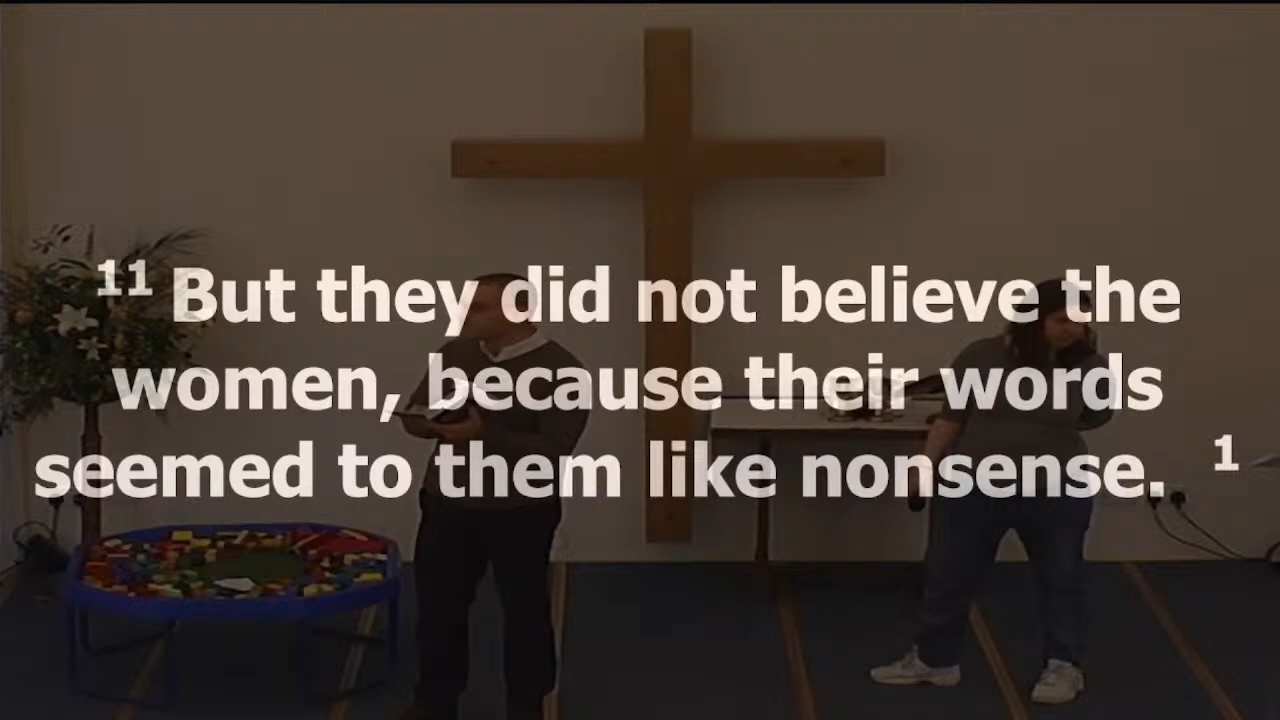 11 But they did not believe the
women, because their words
seemed to them like nonsense. 1